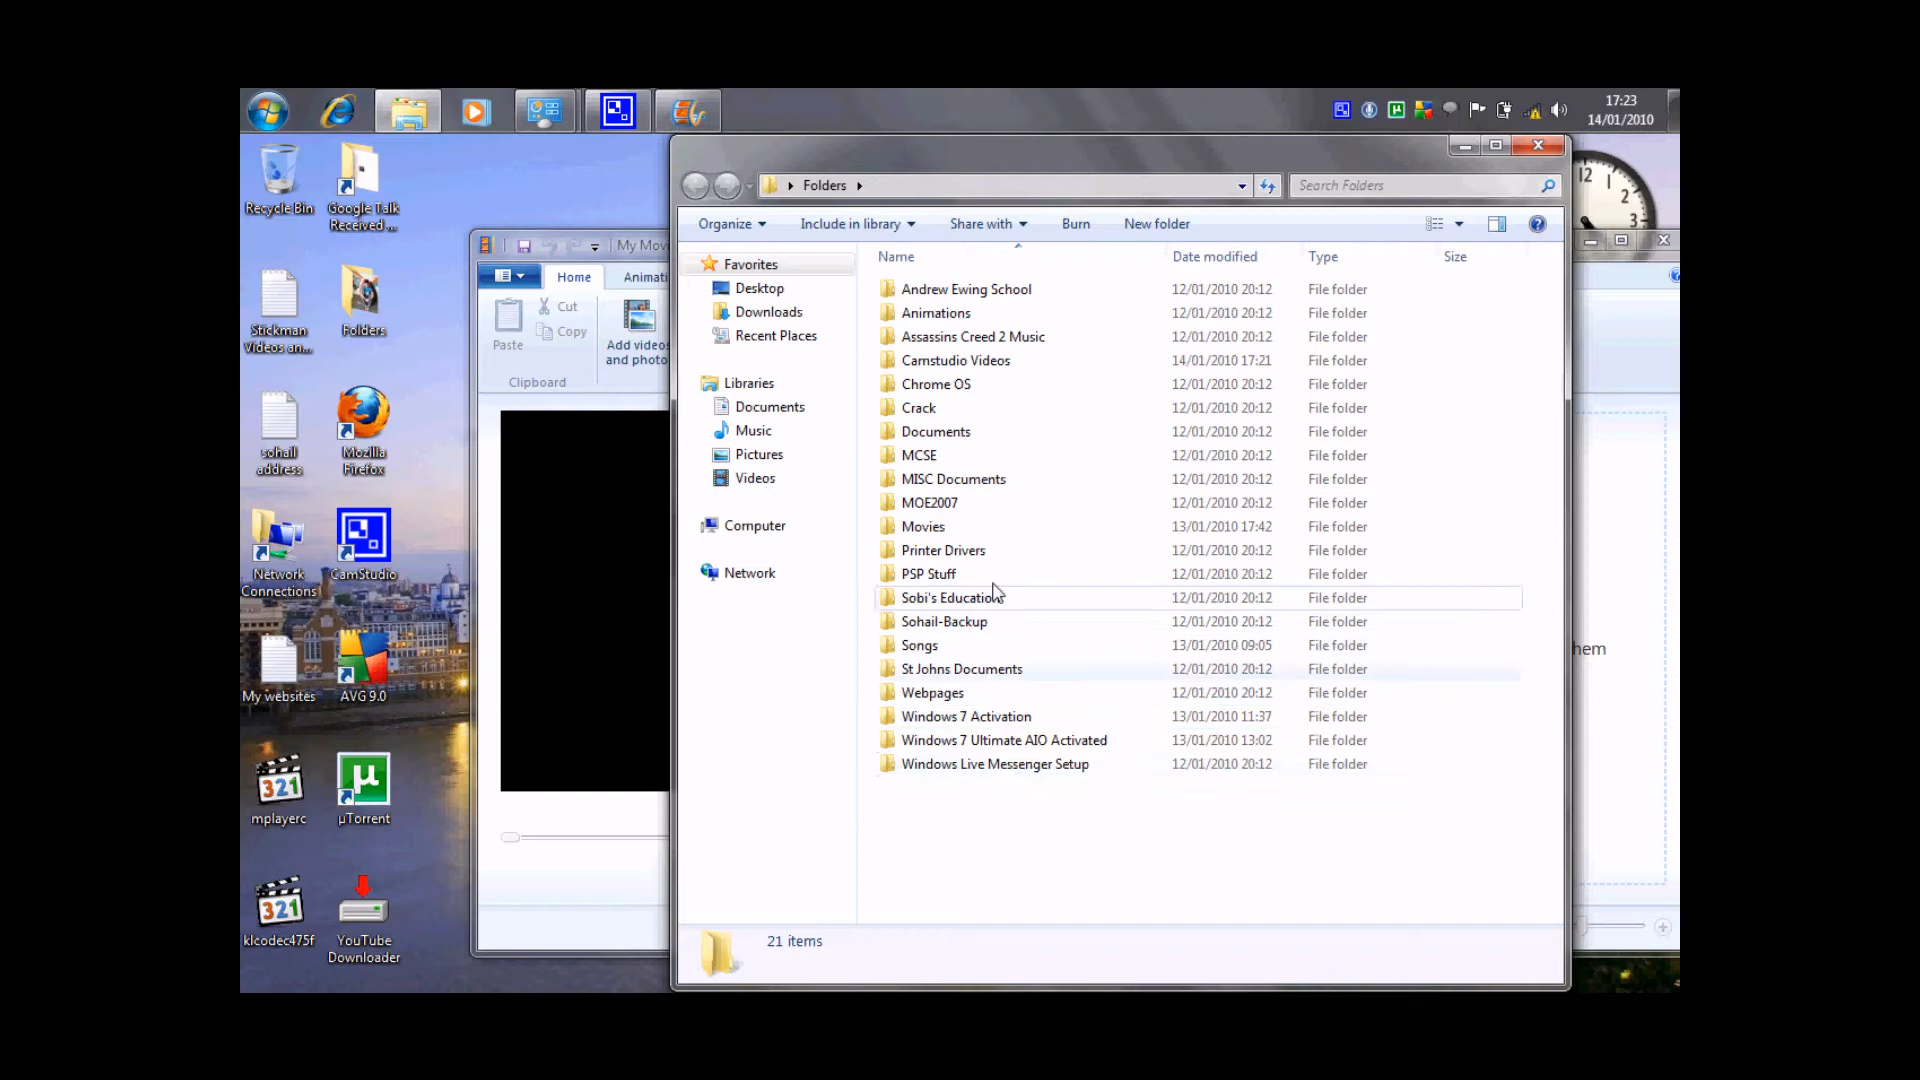 17:23
14/01/2010
Recycle Bin
Google Talk
Received ...
Stickman
Videos an...
Folders
sohail
address
Mozilla
Firefox
Network
Connections
CamStudio
My websites
AVG 9.0
mplayerc
µTorrent
klcodec475f
YouTube
Downloader
My Movi
Home
Animati
Paste
Cut
Copy
Clipboard
Add videos
and photo
Folders
Search Folders
Organize
Include in library
Share with
Burn
New folder
Favorites
Desktop
Downloads
Recent Places
Libraries
Documents
Music
Pictures
Videos
Computer
Network
Name Date modified Type Size
Andrew Ewing School 12/01/2010 20:12 File folder
Animations 12/01/2010 20:12 File folder
Assassins Creed 2 Music 12/01/2010 20:12 File folder
Camstudio Videos 14/01/2010 17:21 File folder
Chrome OS 12/01/2010 20:12 File folder
Crack 12/01/2010 20:12 File folder
Documents 12/01/2010 20:12 File folder
MCSE 12/01/2010 20:12 File folder
MISC Documents 12/01/2010 20:12 File folder
MOE2007 12/01/2010 20:12 File folder
Movies 13/01/2010 17:42 File folder
Printer Drivers 12/01/2010 20:12 File folder
PSP Stuff 12/01/2010 20:12 File folder
Sobi's Education 12/01/2010 20:12 File folder
Sohail-Backup 12/01/2010 20:12 File folder
Songs 13/01/2010 09:05 File folder
St Johns Documents 12/01/2010 20:12 File folder
Webpages 12/01/2010 20:12 File folder
Windows 7 Activation 13/01/2010 11:37 File folder
Windows 7 Ultimate AIO Activated 13/01/2010 13:02 File folder
Windows Live Messenger Setup 12/01/2010 20:12 File folder
21 items
12
1
2
3
hem
321
321